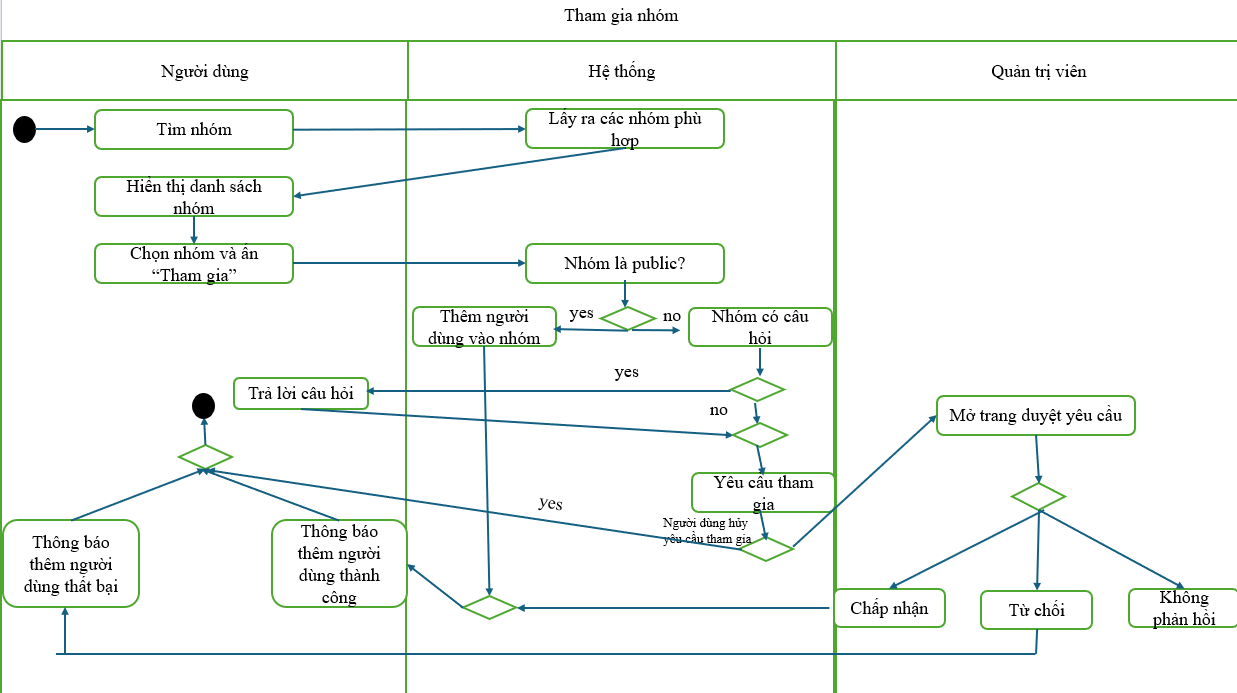 Tham gia nhóm
Người dùng
Hệ thống
Quản trị viên
Tìm nhóm
Lấy ra các nhóm phù
hợp
Hiển thị danh sách
nhóm
Chọn nhóm và ấn
“Tham gia”
Nhóm là public?
Thêm người
dùng vào nhóm
yes
no
Nhóm có câu
hỏi
yes
Trả lời câu hỏi
no
Mở trang duyệt yêu cầu
Yêu cầu tham
gia
yes
Người dùng hủy
yêu cầu tham gia
Thông báo
thêm người
dùng thất bại
Thông báo
thêm người
dùng thành
công
Chấp nhận
Từ chối
Không
phản hồi